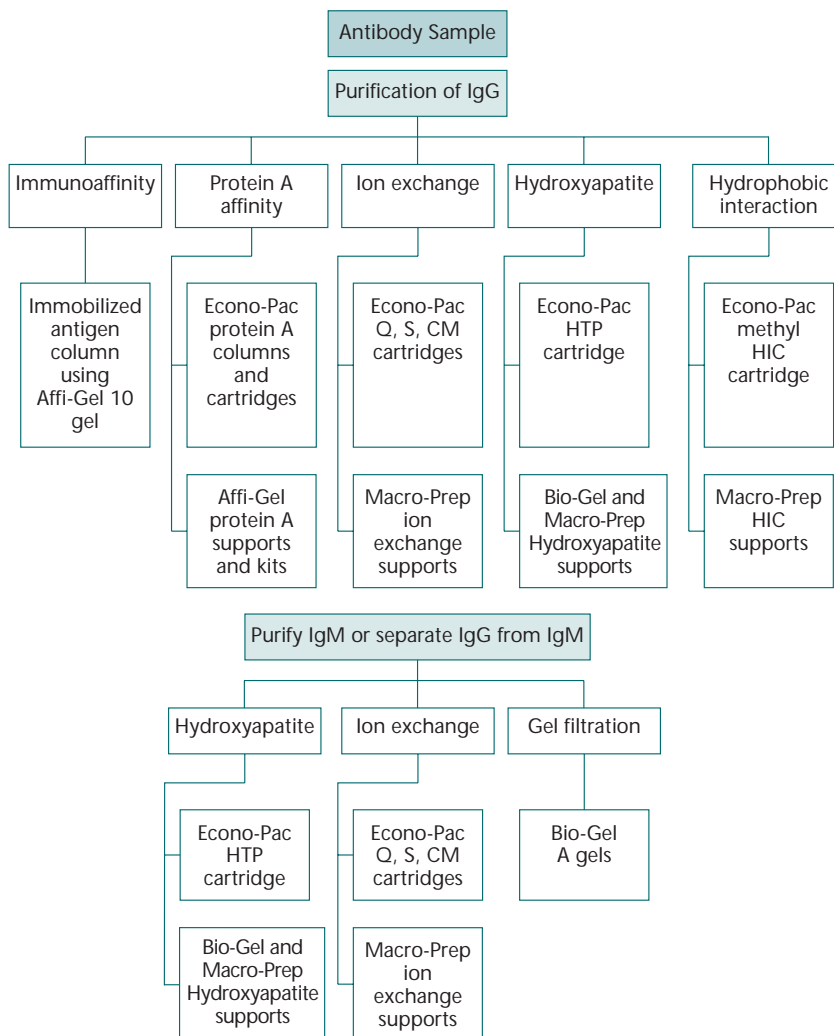 Antibody Sample
Purification of IgG
Immunoaffinity
Protein A
affinity
Ion exchange
Hydroxyapatite
Hydrophobic
interaction
Immobilized
antigen
column
using
Affi-Gel 10
gel
Econo-Pac
protein A
columns
and
cartridges
Econo-Pac
Q, S, CM
cartridges
Econo-Pac
HTP
cartridge
Econo-Pac
methyl
HIC
cartridge
Affi-Gel
protein A
supports
and kits
Macro-Prep
ion
exchange
supports
Bio-Gel and
Macro-Prep
Hydroxyapatite
supports
Macro-Prep
HIC
supports
Purify IgM or separate IgG from IgM
Hydroxyapatite
Ion exchange
Gel filtration
Econo-Pac
HTP
cartridge
Econo-Pac
Q, S, CM
cartridges
Bio-Gel
A gels
Bio-Gel and
Macro-Prep
Hydroxyapatite
supports
Macro-Prep
ion
exchange
supports